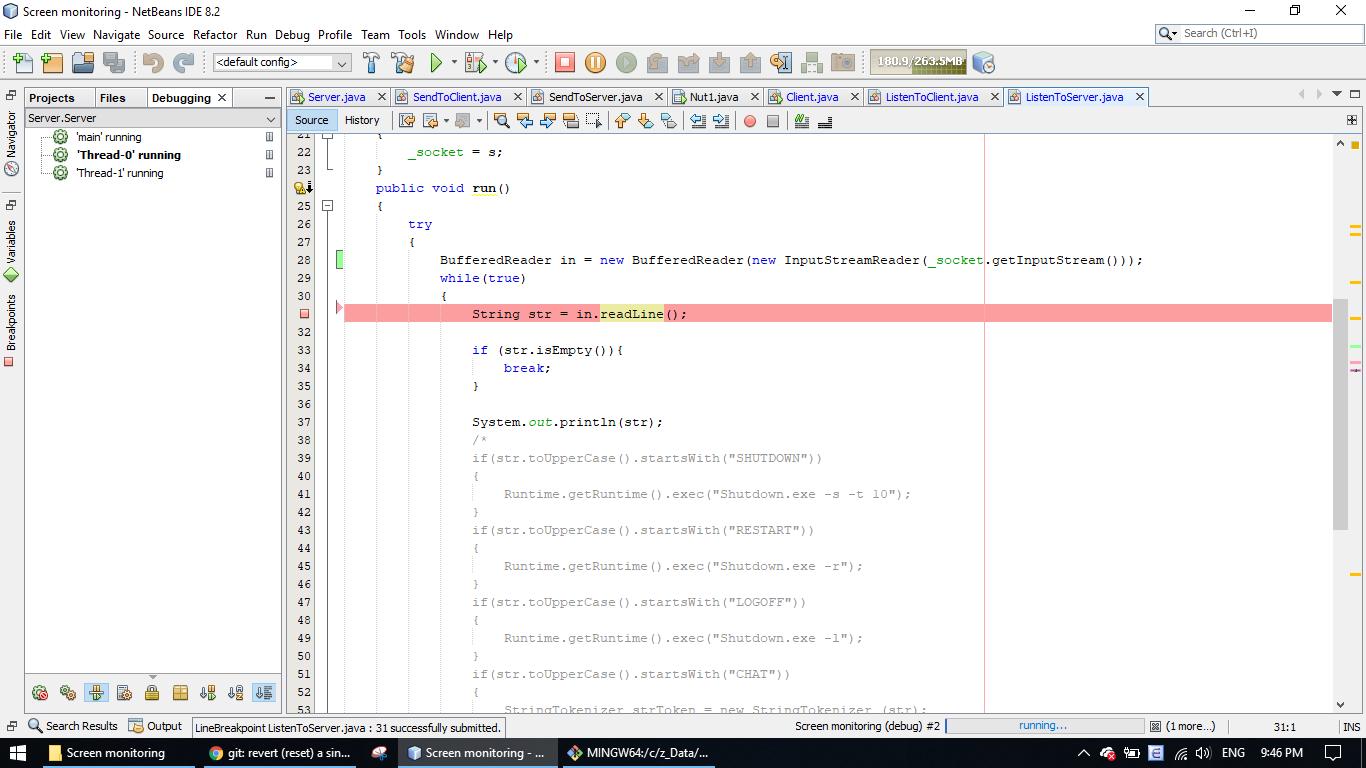 Screen monitoring - NetBeans IDE 8.2
File Edit View Navigate Source Refactor Run Debug Profile Team Tools Window Help
Search (Ctrl+I)
<default config>
180.9/263.5MB
Projects Files Debugging
Server.java SendToClient.java SendToServer.java Nut1.java Client.java ListenToClient.java ListenToServer.java
Server.Server
Source History
'main' running
'Thread-0' running
'Thread-1' running
Navigator
Variables
Breakpoints
21 {
22 _socket = s;
23 }
public void run()
25 {
26 try
27 {
28 BufferedReader in = new BufferedReader(new InputStreamReader(_socket.getInputStream()));
29 while(true)
30 {
String str = in.readLine();
32
33 if (str.isEmpty()){
34 break;
35 }
36
37 System.out.println(str);
38 /*
39 if(str.toUpperCase().startsWith("SHUTDOWN"))
40 {
41 Runtime.getRuntime().exec("Shutdown.exe -s -t 10");
42 }
43 if(str.toUpperCase().startsWith("RESTART"))
44 {
45 Runtime.getRuntime().exec("Shutdown.exe -r");
46 }
47 if(str.toUpperCase().startsWith("LOGOFF"))
48 {
49 Runtime.getRuntime().exec("Shutdown.exe -l");
50 }
51 if(str.toUpperCase().startsWith("CHAT"))
52 {
53 StringTokenizer strToken = new StringTokenizer (str);
Search Results Output LineBreakpoint ListenToServer.java : 31 successfully submitted. Screen monitoring (debug) #2 running... (1 more...) 31:1 INS
Screen monitoring git: revert (reset) a sin... Screen monitoring - ... MINGW64:/c/z_Data/... ENG 9:46 PM